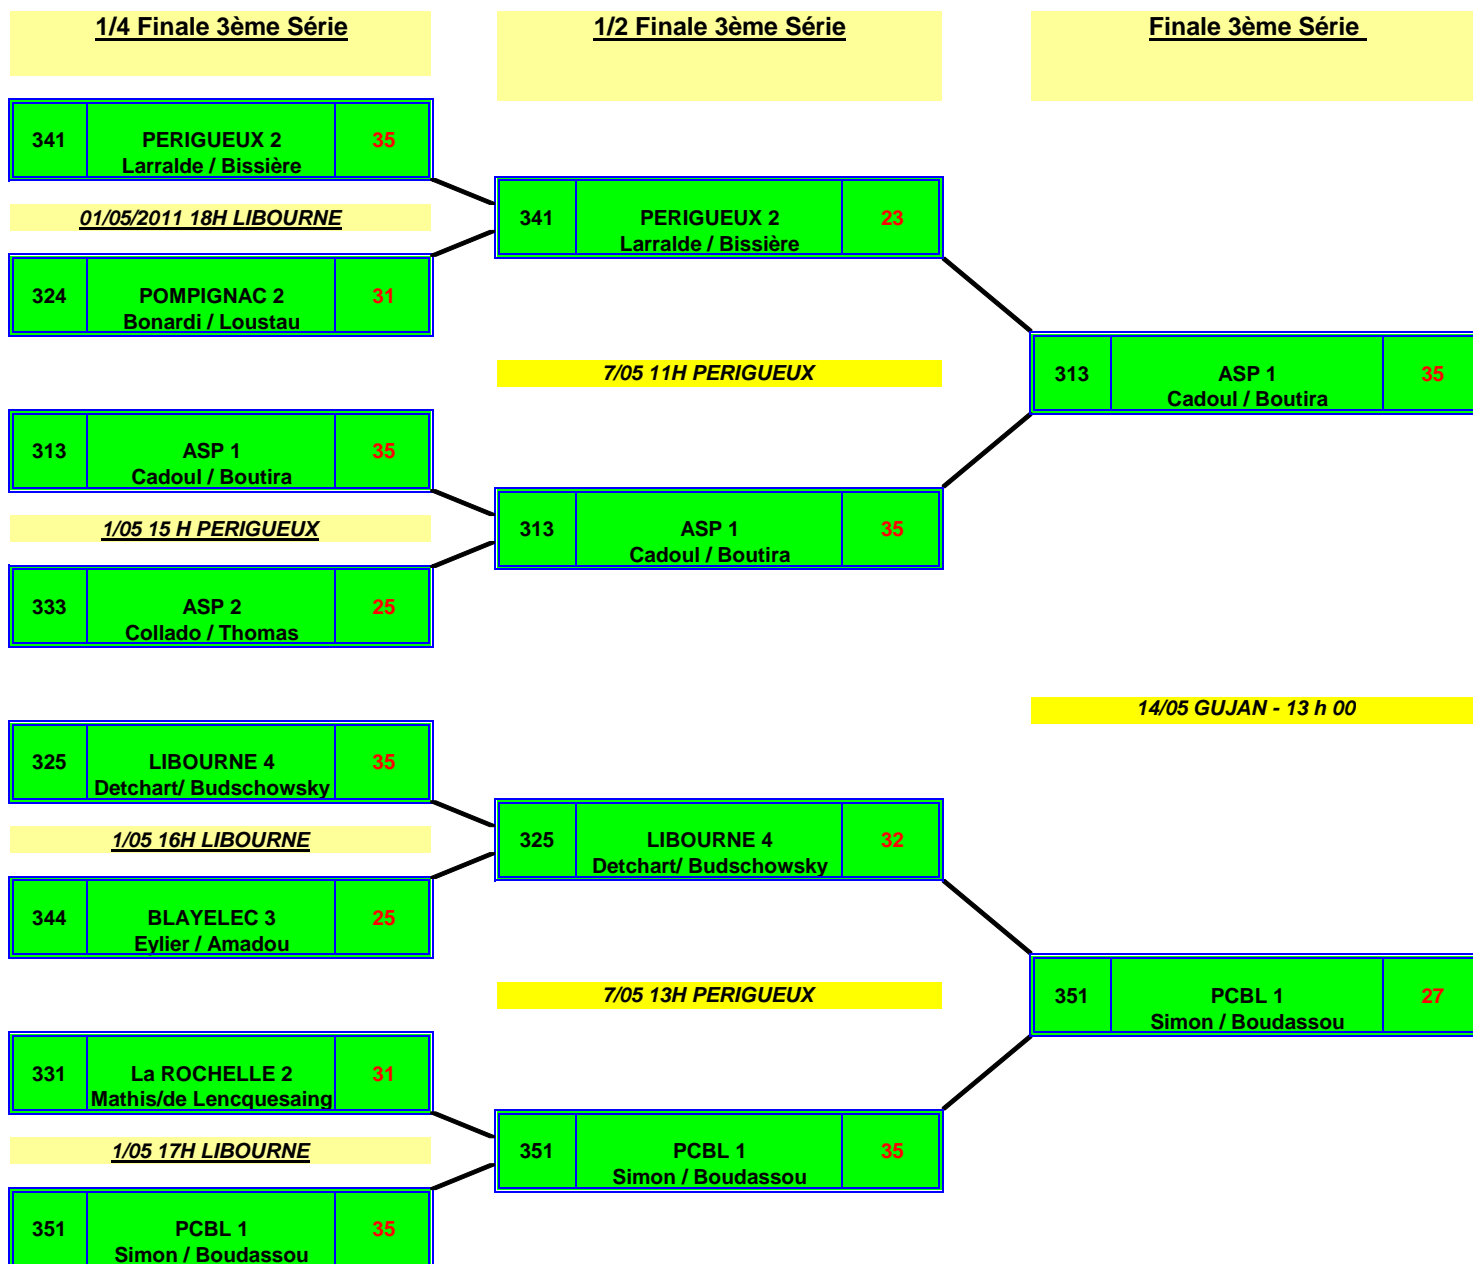 1/4 Finale 3ème Série
1/2 Finale 3ème Série
Finale 3ème Série
341 PERIGUEUX 2 35
Larralde / Bissière
01/05/2011 18H LIBOURNE
324 POMPIGNAC 2 31
Bonardi / Loustau
313 ASP 1 35
Cadoul / Boutira
1/05 15 H PERIGUEUX
333 ASP 2 25
Collado / Thomas
325 LIBOURNE 4 35
Detchart/ Budschowsky
1/05 16H LIBOURNE
344 BLAYELEC 3 25
Eylier / Amadou
331 La ROCHELLE 2 31
Mathis/de Lencquesaing
1/05 17H LIBOURNE
351 PCBL 1 35
Simon / Boudassou
341 PERIGUEUX 2 23
Larralde / Bissière
7/05 11H PERIGUEUX
313 ASP 1 35
Cadoul / Boutira
325 LIBOURNE 4 32
Detchart/ Budschowsky
7/05 13H PERIGUEUX
351 PCBL 1 35
Simon / Boudassou
313 ASP 1 35
Cadoul / Boutira
14/05 GUJAN - 13 h 00
351 PCBL 1 27
Simon / Boudassou